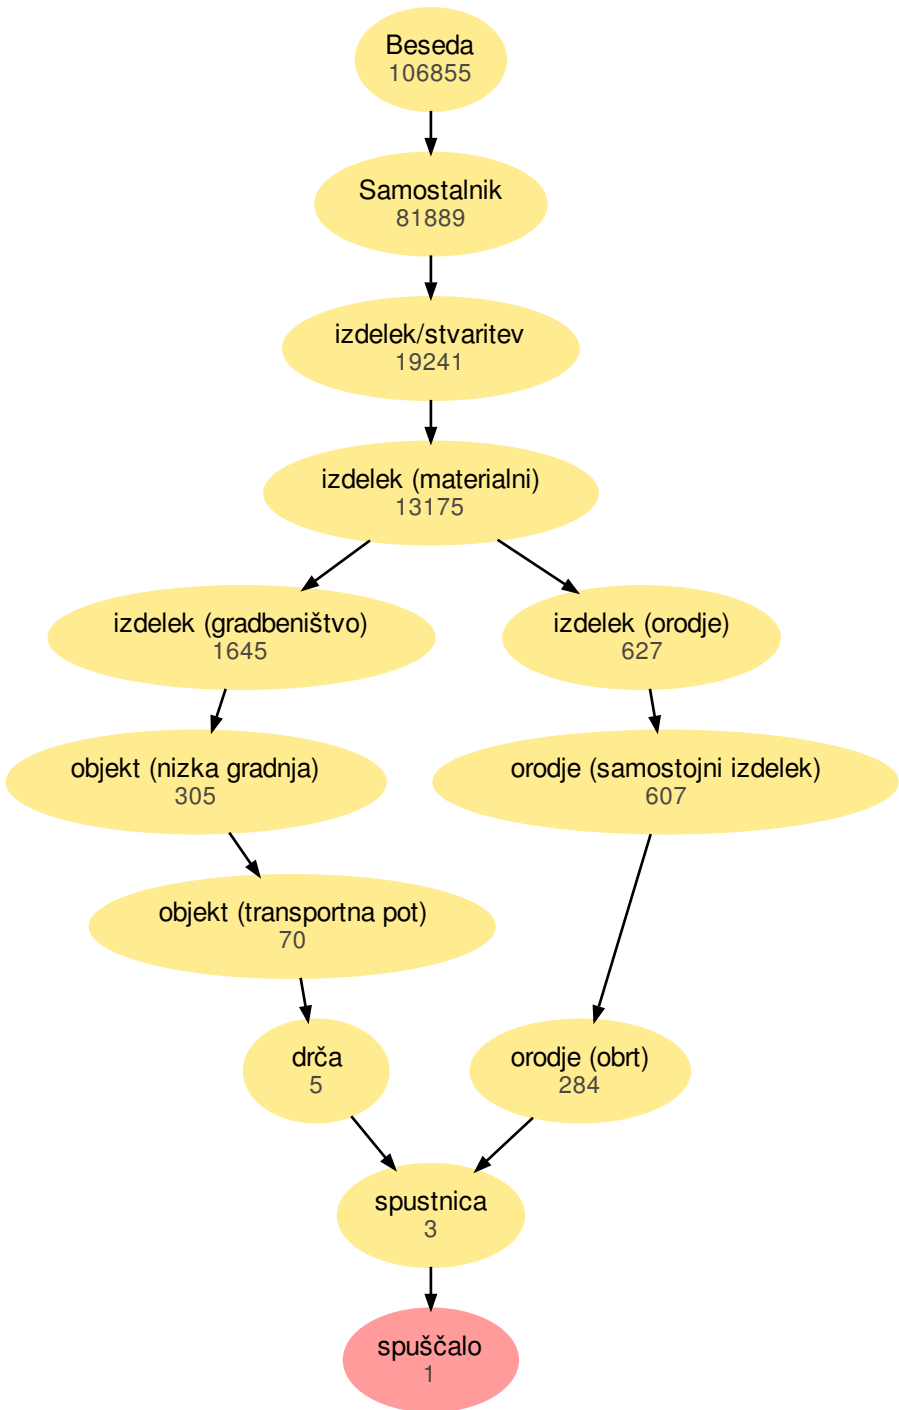 Beseda
106855
Samostalnik
81889
izdelek/stvaritev
19241
izdelek (materialni)
13175
izdelek (gradbeništvo)
1645
izdelek (orodje)
627
objekt (nizka gradnja)
305
orodje (samostojni izdelek)
607
objekt (transportna pot)
70
drča
5
orodje (obrt)
284
spustnica
3
spuščalo
1